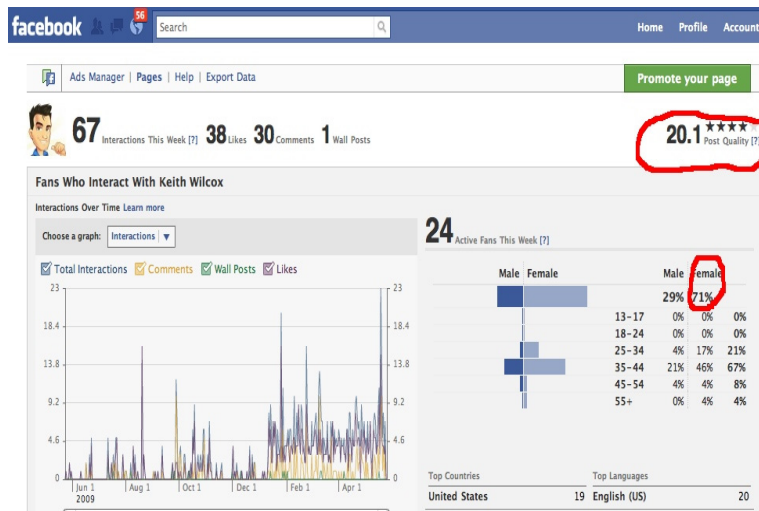 facebook 56 Search Home Profile Account
Ads Manager | Pages | Help | Export Data Promote your page
67 Interactions This Week [?] 38 Likes 30 Comments 1 Wall Posts 20.1 Post Quality [?]
Fans Who Interact With Keith Wilcox
Interactions Over Time Learn more
Choose a graph: Interactions
Total Interactions Comments Wall Posts Likes
23 23
18.4 18.4
13.8 13.8
9.2 9.2
4.6 4.6
0 0
Jun 1 Aug 1 Oct 1 Dec 1 Feb 1 Apr 1
2009
24 Active Fans This Week [?]
Male Female Male Female
29% 71%
13-17 0% 0% 0%
18-24 0% 0% 0%
25-34 4% 17% 21%
35-44 21% 46% 67%
45-54 4% 4% 8%
55+ 0% 4% 4%
Top Countries Top Languages
United States 19 English (US) 20